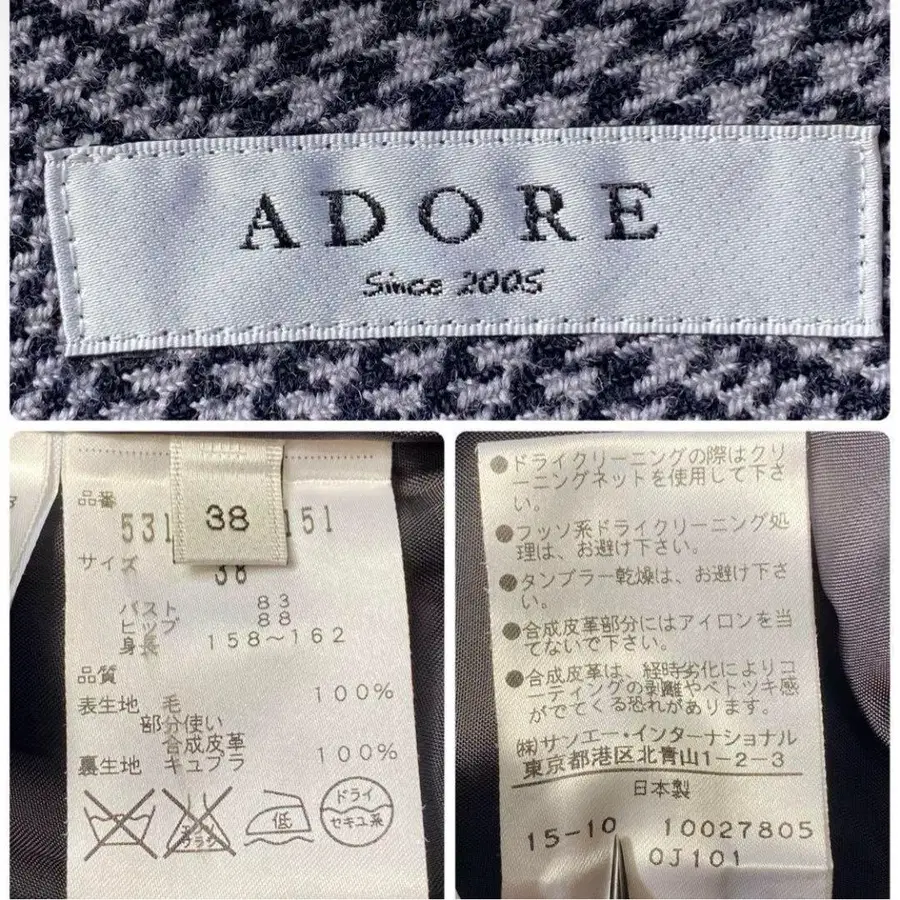 ADORE
Since 2005
品番
531
151
38
サイズ
38
バスト 83
ヒップ 88
身長 158~162
品質
表生地 毛 100%
部分使い
合成皮革
裏生地 キュプラ 100%
低
ドライ
セキユ系
●ドライクリーニングの際はクリ
ーニングネットを使用して下さ
い。
●フッソ系ドライクリーニング処
理は、お避け下さい。
●タンブラー乾燥は、お避け下さ
い。
●合成皮革部分にはアイロンを当
てないで下さい。
●合成皮革は、経時劣化によりコ
ーティングの剥離やベトツキ感
がでてくる恐れがあります。
㈱サンエー・インターナショナル
東京都港区北青山1-2-3
日本製
15-10 10027805
0J101